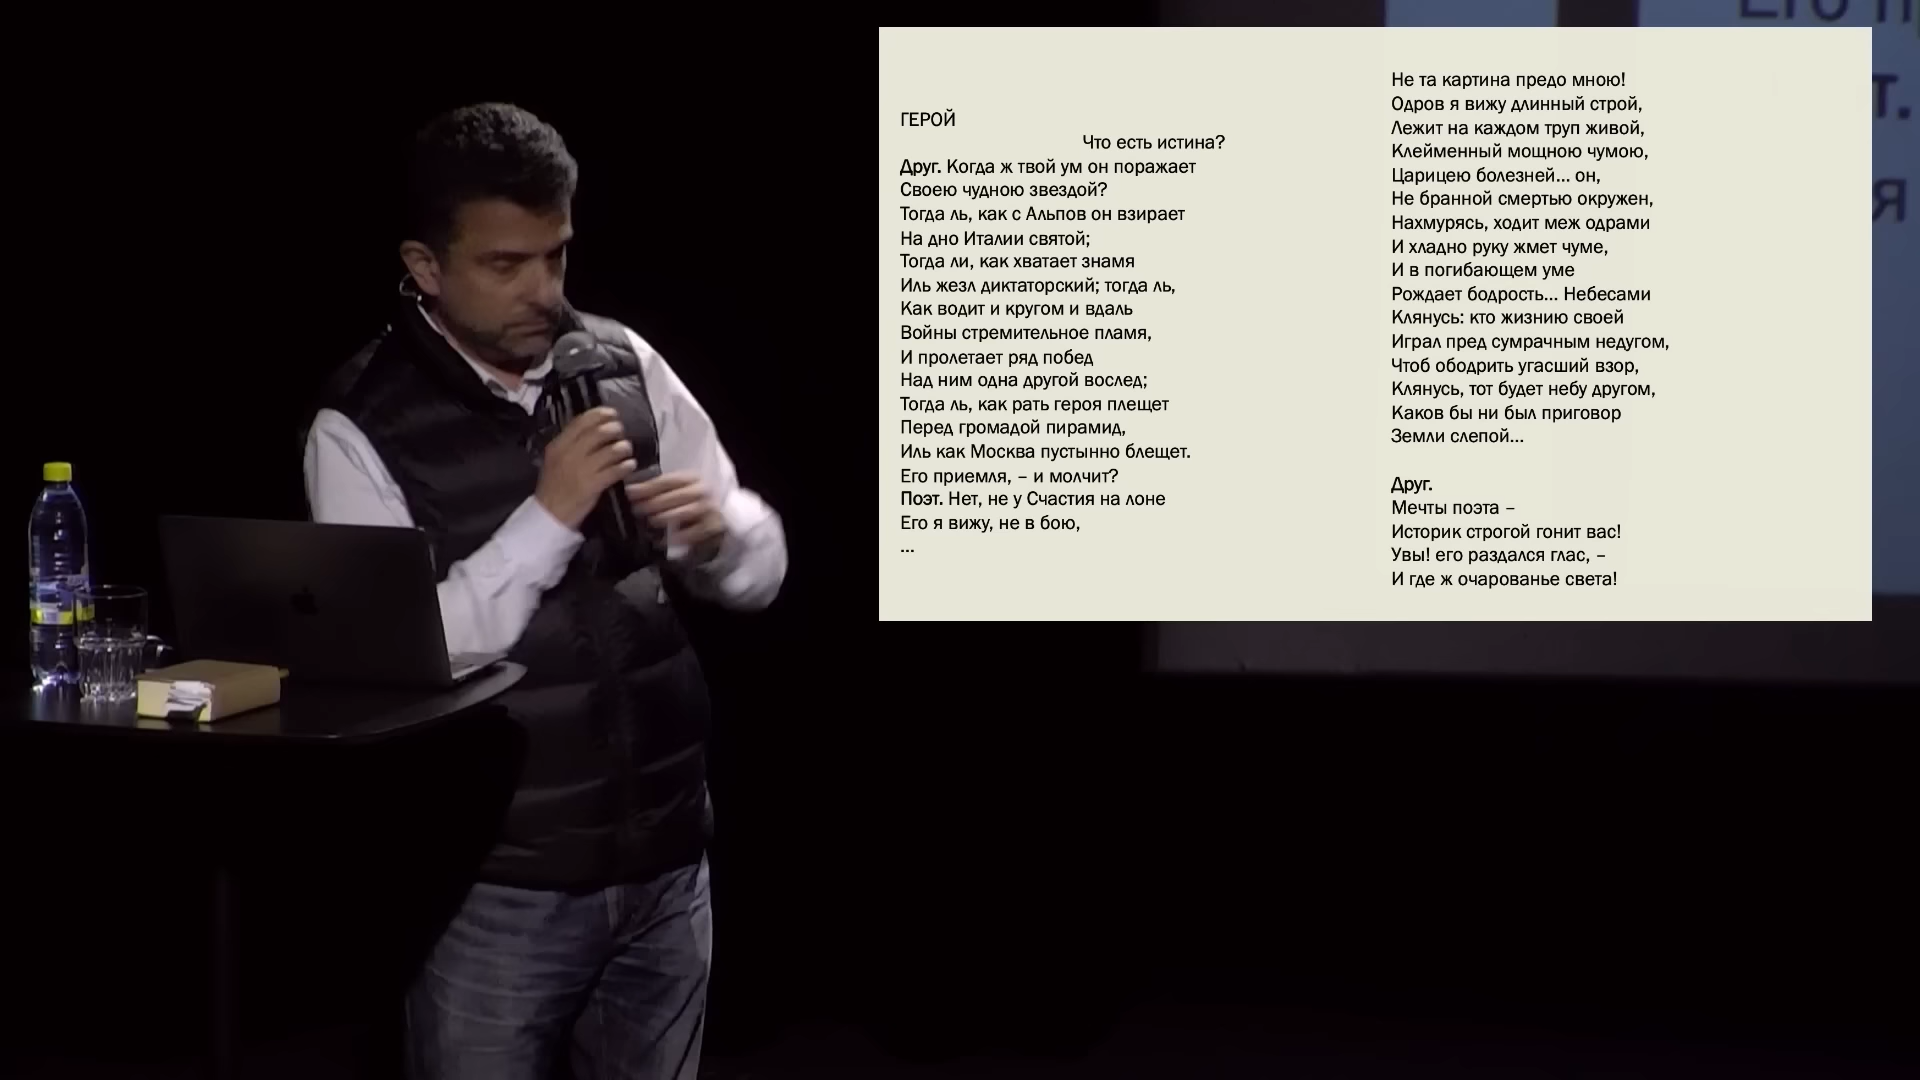 ГЕРОЙ
Что есть истина?
Друг. Когда ж твой ум он поражает
Своею чудною звездой?
Тогда ль, как с Альпов он взирает
На дно Италии святой;
Тогда ли, как хватает знамя
Иль жезл диктаторский; тогда ль,
Как водит и кругом и вдаль
Войны стремительное пламя,
И пролетает ряд побед
Над ним одна другой вослед;
Тогда ль, как рать героя плещет
Перед громадой пирамид,
Иль как Москва пустынно блещет.
Его приемля, – и молчит?
Поэт. Нет, не у Счастия на лоне
Его я вижу, не в бою,
...
Не та картина предо мною!
Одров я вижу длинный строй,
Лежит на каждом труп живой,
Клейменный мощною чумою,
Царицею болезней... он,
Не бранной смертью окружен,
Нахмурясь, ходит меж одрами
И хладно руку жмет чуме,
И в погибающем уме
Рождает бодрость... Небесами
Клянусь: кто жизнию своей
Играл пред сумрачным недугом,
Чтоб ободрить угасший взор,
Клянусь, тот будет небу другом,
Каков бы ни был приговор
Земли слепой...
Друг.
Мечты поэта –
Историк строгой гонит вас!
Увы! его раздался глас, –
И где ж очарованье света!